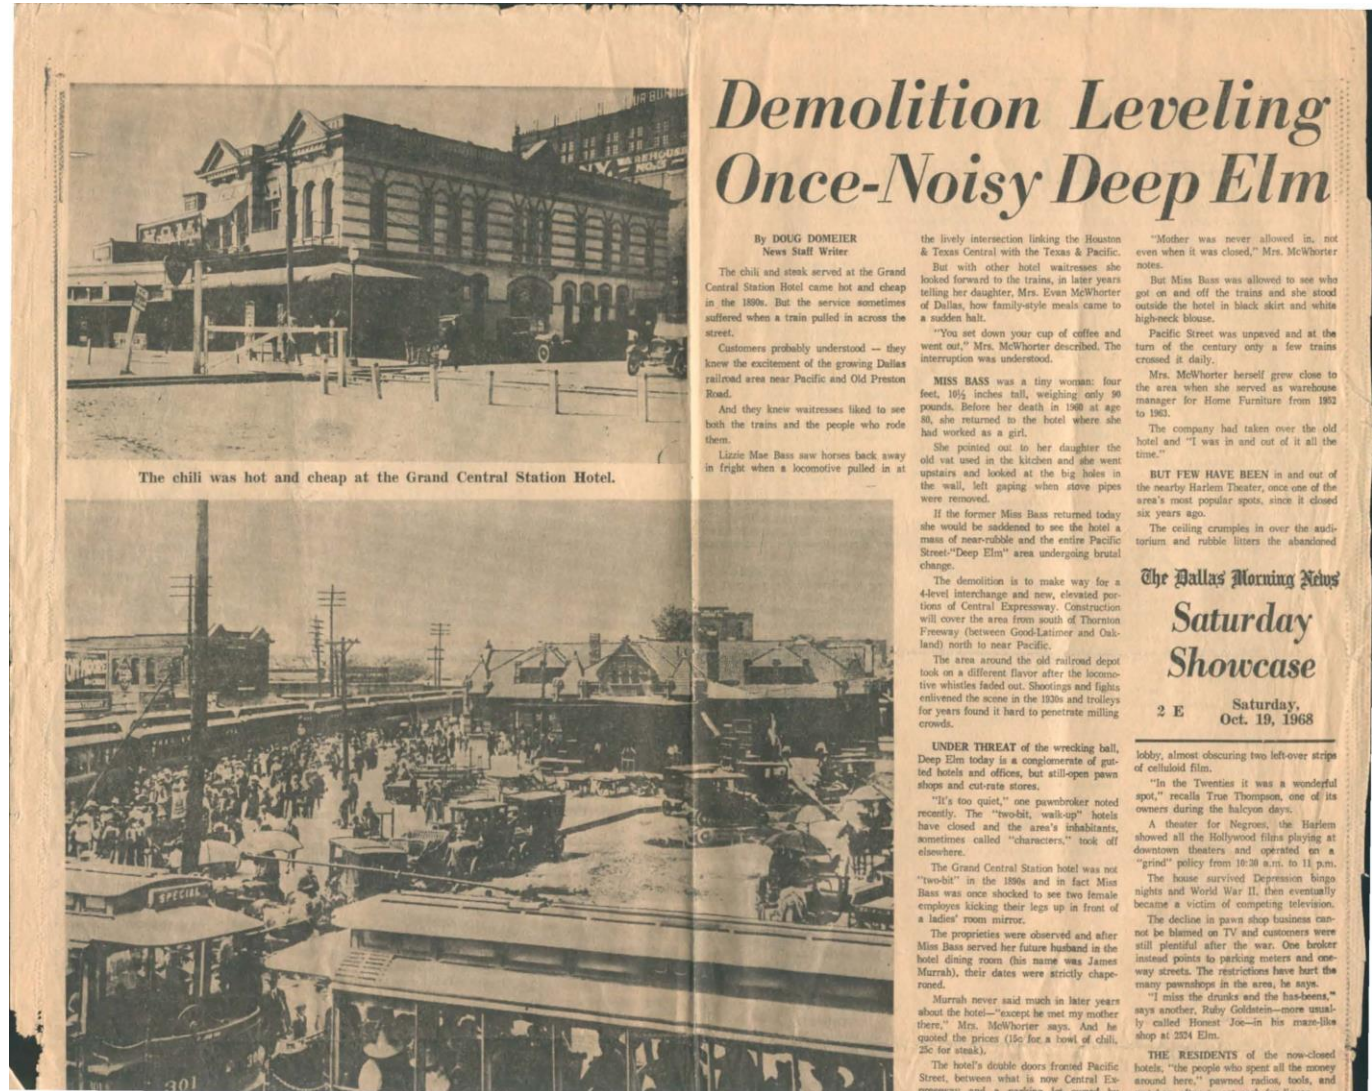 Demolition Leveling
Once-Noisy Deep Elm
WAREHOUSE
NO. 3
The chili was hot and cheap at the Grand Central Station Hotel.
SPECIAL
301
By DOUG DOMEIER
News Staff Writer
The chili and steak served at the Grand
Central Station Hotel came hot and cheap
in the 1890s. But the service sometimes
suffered when a train pulled in across the
street.
Customers probably understood — they
knew the excitement of the growing Dallas
railroad area near Pacific and Old Preston
Road.
And they knew waitresses liked to see
both the trains and the people who rode
them.
Lizzie Mae Bass saw horses back away
in fright when a locomotive pulled in at
the lively intersection linking the Houston
& Texas Central with the Texas & Pacific.
But with other hotel waitresses she
looked forward to the trains, in later years
telling her daughter, Mrs. Evan McWhorter
of Dallas, how family-style meals came to
a sudden halt.
"You set down your cup of coffee and
went out," Mrs. McWhorter described. The
interruption was understood.
MISS BASS was a tiny woman: four
feet, 10½ inches tall, weighing only 90
pounds. Before her death in 1960 at age
80, she returned to the hotel where she
had worked as a girl.
She pointed out to her daughter the
old vat used in the kitchen and she went
upstairs and looked at the big holes in
the wall, left gaping when stove pipes
were removed.
If the former Miss Bass returned today
she would be saddened to see the hotel a
mass of near-rubble and the entire Pacific
Street-"Deep Elm" area undergoing brutal
change.
The demolition is to make way for a
4-level interchange and new, elevated por-
tions of Central Expressway. Construction
will cover the area from south of Thornton
Freeway (between Good-Latimer and Oak-
land) north to near Pacific.
The area around the old railroad depot
took on a different flavor after the locomo-
tive whistles faded out. Shootings and fights
enlivened the scene in the 1930s and trolleys
for years found it hard to penetrate milling
crowds.
UNDER THREAT of the wrecking ball,
Deep Elm today is a conglomerate of gut-
ted hotels and offices, but still-open pawn
shops and cut-rate stores.
"It's too quiet," one pawnbroker noted
recently. The "two-bit, walk-up" hotels
have closed and the area's inhabitants,
sometimes called "characters," took off
elsewhere.
The Grand Central Station hotel was not
"two-bit" in the 1890s and in fact Miss
Bass was once shocked to see two female
employes kicking their legs up in front of
a ladies' room mirror.
The proprieties were observed and after
Miss Bass served her future husband in the
hotel dining room (his name was James
Murrah), their dates were strictly chape-
roned.
Murrah never said much in later years
about the hotel—"except he met my mother
there," Mrs. McWhorter says. And he
quoted the prices (15c for a bowl of chili,
25c for steak).
The hotel's double doors fronted Pacific
Street, between what is now Central Ex-
"Mother was never allowed in, not
even when it was closed," Mrs. McWhorter
notes.
But Miss Bass was allowed to see who
got on and off the trains and she stood
outside the hotel in black skirt and white
high-neck blouse.
Pacific Street was unpaved and at the
turn of the century only a few trains
crossed it daily.
Mrs. McWhorter herself grew close to
the area when she served as warehouse
manager for Home Furniture from 1952
to 1963.
The company had taken over the old
hotel and "I was in and out of it all the
time."
BUT FEW HAVE BEEN in and out of
the nearby Harlem Theater, once one of the
area's most popular spots, since it closed
six years ago.
The ceiling crumples in over the audi-
torium and rubble litters the abandoned
The Dallas Morning News
Saturday
Showcase
2 E
Saturday,
Oct. 19, 1968
lobby, almost obscuring two left-over strips
of celluloid film.
"In the Twenties it was a wonderful
spot," recalls True Thompson, one of its
owners during the halcyon days.
A theater for Negroes, the Harlem
showed all the Hollywood films playing at
downtown theaters and operated on a
"grind" policy from 10:30 a.m. to 11 p.m.
The house survived Depression bingo
nights and World War II, then eventually
became a victim of competing television.
The decline in pawn shop business can-
not be blamed on TV and customers were
still plentiful after the war. One broker
instead points to parking meters and one-
way streets. The restrictions have hurt the
many pawnshops in the area, he says.
"I miss the drunks and the has-beens,"
says another, Ruby Goldstein—more usual-
ly called Honest Joe—in his maze-like
shop at 2524 Elm.
THE RESIDENTS of the now-closed
hotels, "the people who spent all the money
around here," pawned radios, tools, and